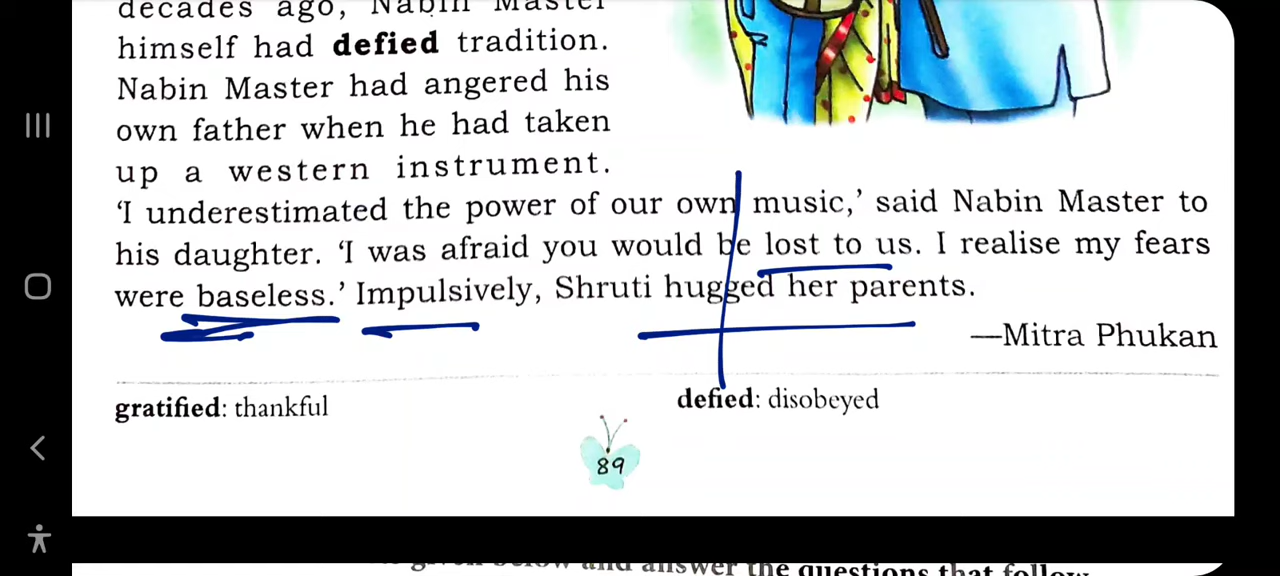 decades ago, Nabin Master
himself had defied tradition.
Nabin Master had angered his
own father when he had taken
up a western instrument.
‘I underestimated the power of our own music,’ said Nabin Master to
his daughter. ‘I was afraid you would be lost to us. I realise my fears
were baseless.’ Impulsively, Shruti hugged her parents.
—Mitra Phukan
gratified: thankful
defied: disobeyed
89
given below and answer the questions that follow